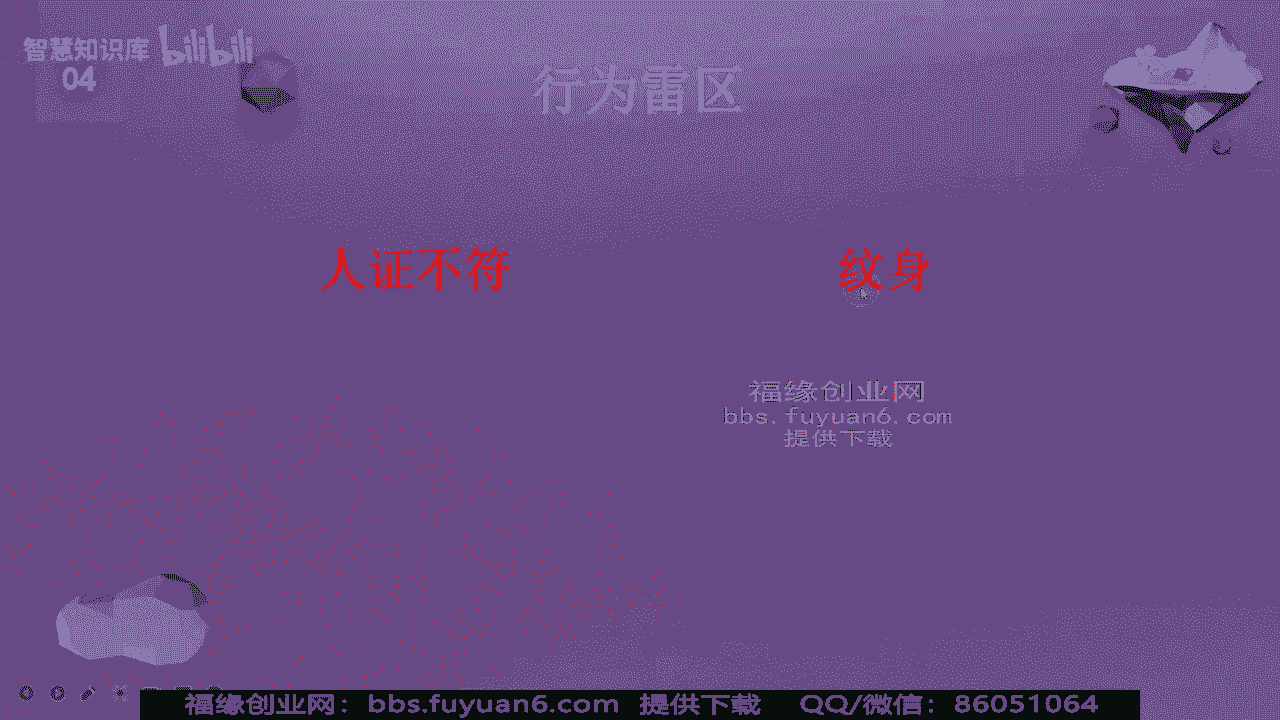 智慧知识库 bilibili
04
行为雷区
人证不符
纹身
福缘创业网
bbs.fuyuan6.com
提供下载
福缘创业网： bbs.fuyuan6.com 提供下载 QQ/微信： 86051064